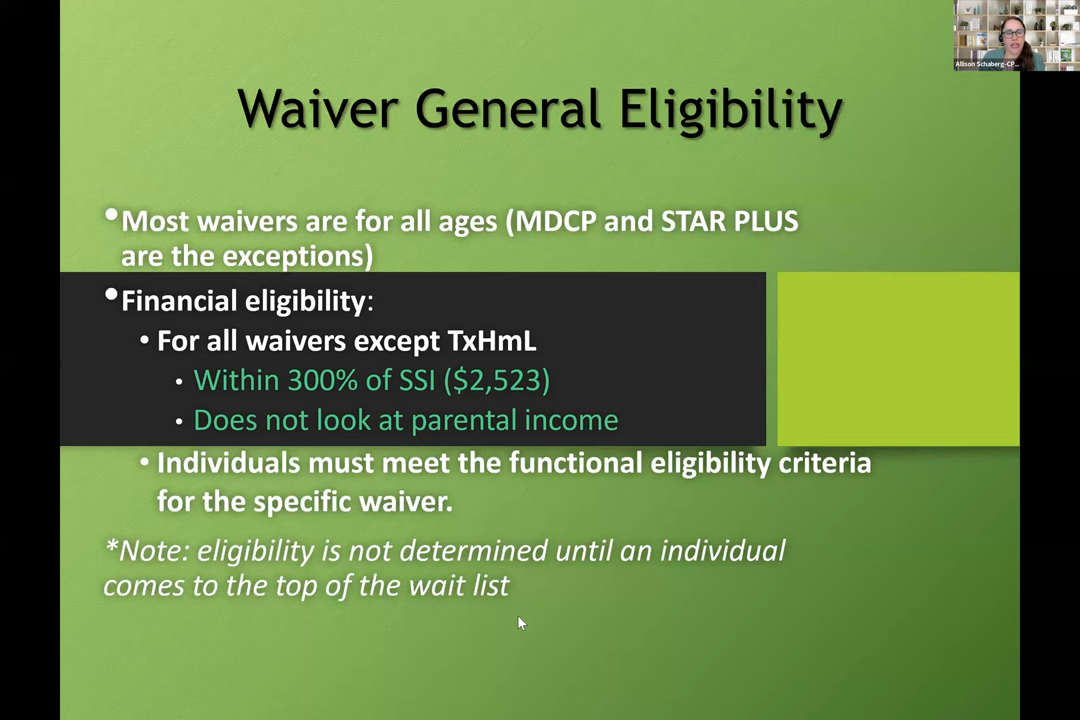 Allison Schaberg-CP...
Waiver General Eligibility
•Most waivers are for all ages (MDCP and STAR PLUS
are the exceptions)
•Financial eligibility:
• For all waivers except TxHmL
• Within 300% of SSI ($2,523)
• Does not look at parental income
• Individuals must meet the functional eligibility criteria
for the specific waiver.
*Note: eligibility is not determined until an individual
comes to the top of the wait list